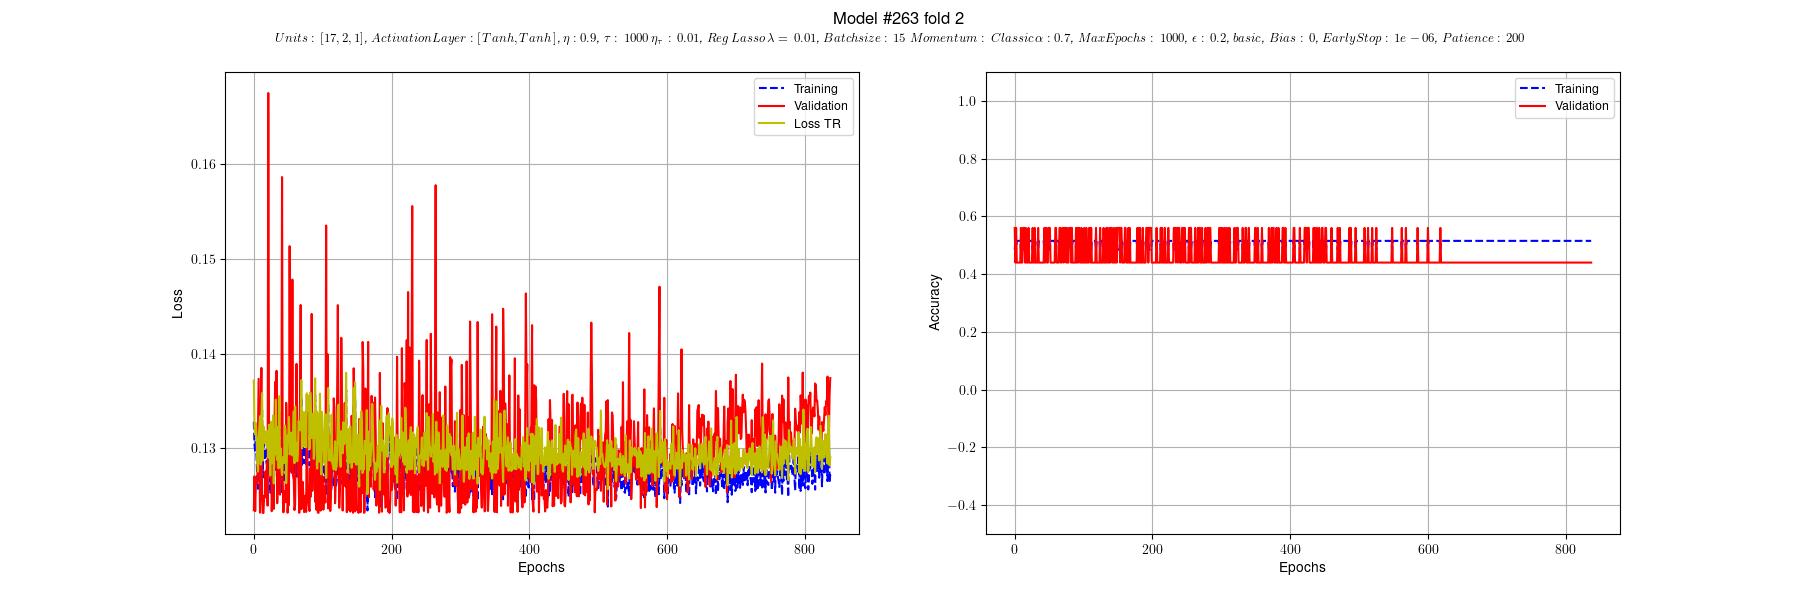 Model #263 fold 2
Units : [17, 2, 1], ActivationLayer : [Tanh, Tanh], η : 0.9, τ : 1000 ητ : 0.01, Reg Lasso λ = 0.01, Batchsize : 15 Momentum : Classic α : 0.7, MaxEpochs : 1000, ϵ : 0.2, basic, Bias : 0, EarlyStop : 1e − 06, Patience : 200
Training
Validation
Loss TR
0.16
0.15
0.14
0.13
Loss
0
200
400
600
800
Epochs
Training
Validation
1.0
0.8
0.6
0.4
0.2
0.0
−0.2
−0.4
Accuracy
0
200
400
600
800
Epochs